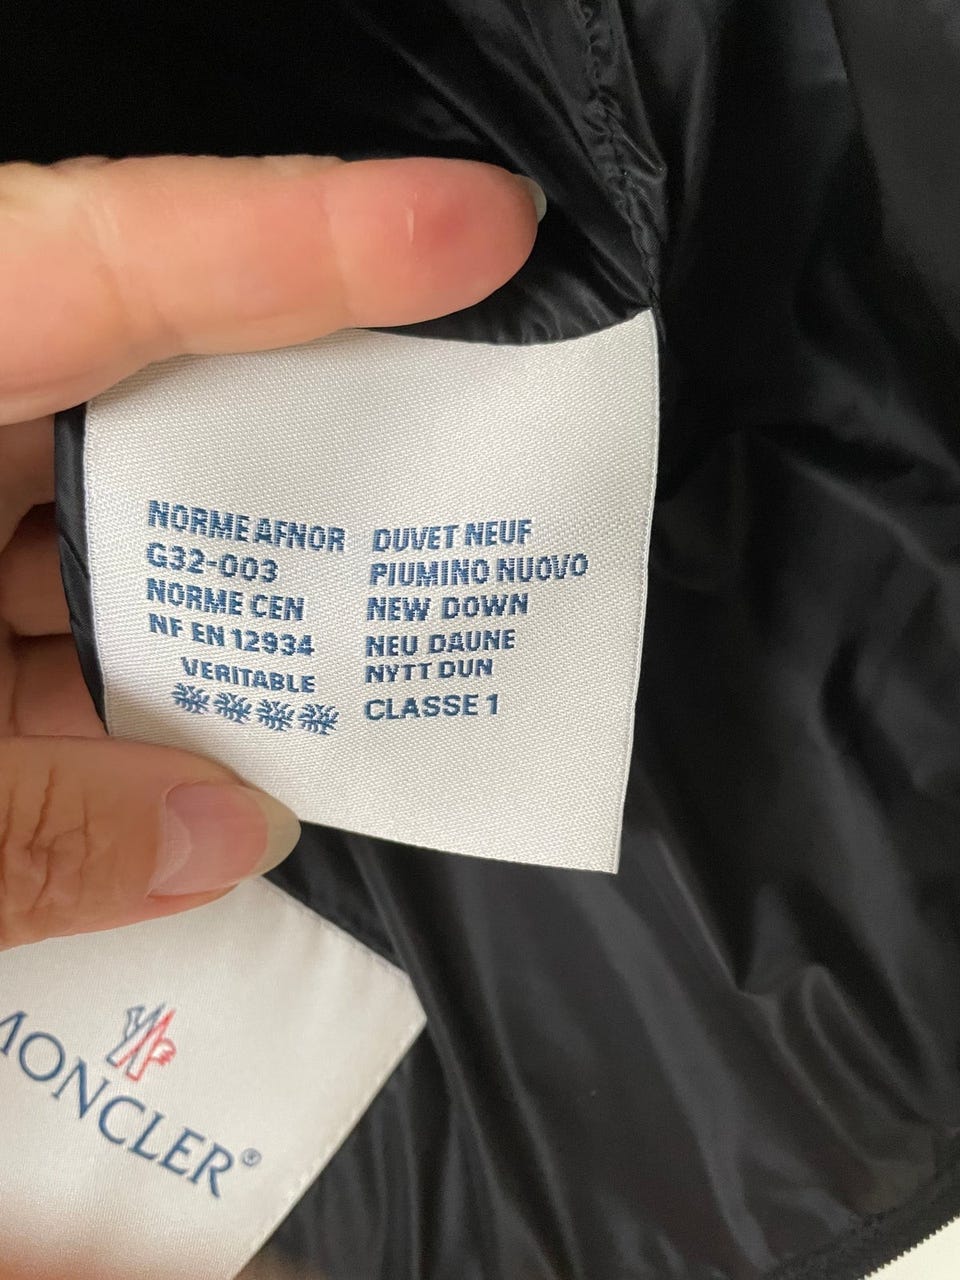 NORME AFNOR
G32-003
NORME CEN
NF EN 12934
VERITABLE
DUVET NEUF
PIUMINO NUOVO
NEW DOWN
NEU DAUNE
NYTT DUN
CLASSE 1
MONCLER®